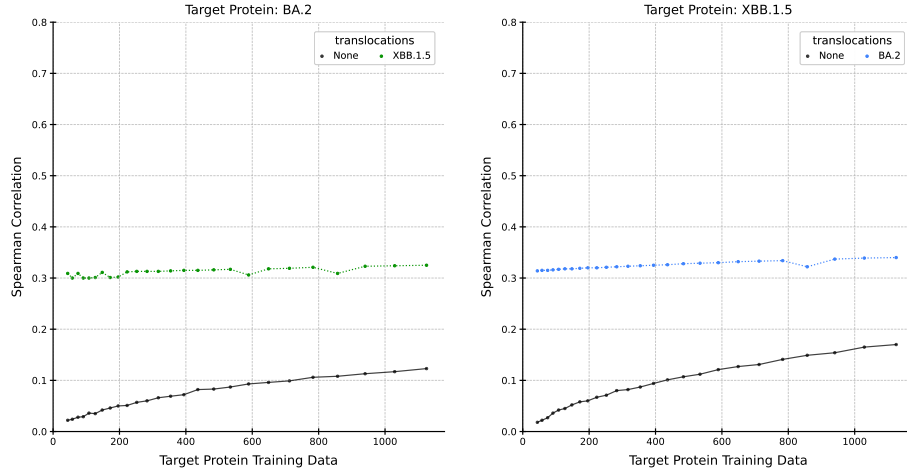 Target Protein: BA.2
translocations
None
XBB.1.5
Spearman Correlation
0.8
0.7
0.6
0.5
0.4
0.3
0.2
0.1
0.0
0
200
400
600
800
1000
Target Protein Training Data
Target Protein: XBB.1.5
translocations
None
BA.2
Spearman Correlation
0.8
0.7
0.6
0.5
0.4
0.3
0.2
0.1
0.0
0
200
400
600
800
1000
Target Protein Training Data